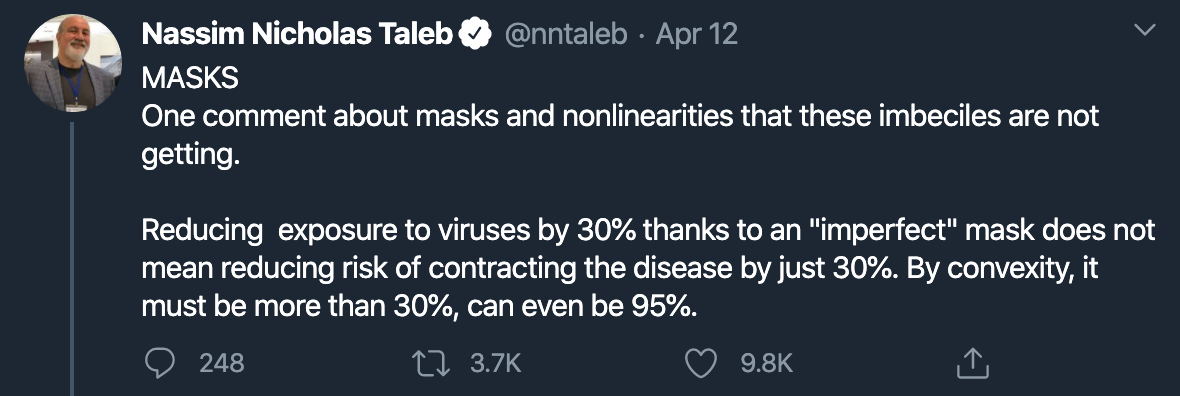 Nassim Nicholas Taleb @nntaleb · Apr 12
MASKS
One comment about masks and nonlinearities that these imbeciles are not
getting.
Reducing  exposure to viruses by 30% thanks to an "imperfect" mask does not
mean reducing risk of contracting the disease by just 30%. By convexity, it
must be more than 30%, can even be 95%.
248 3.7K 9.8K